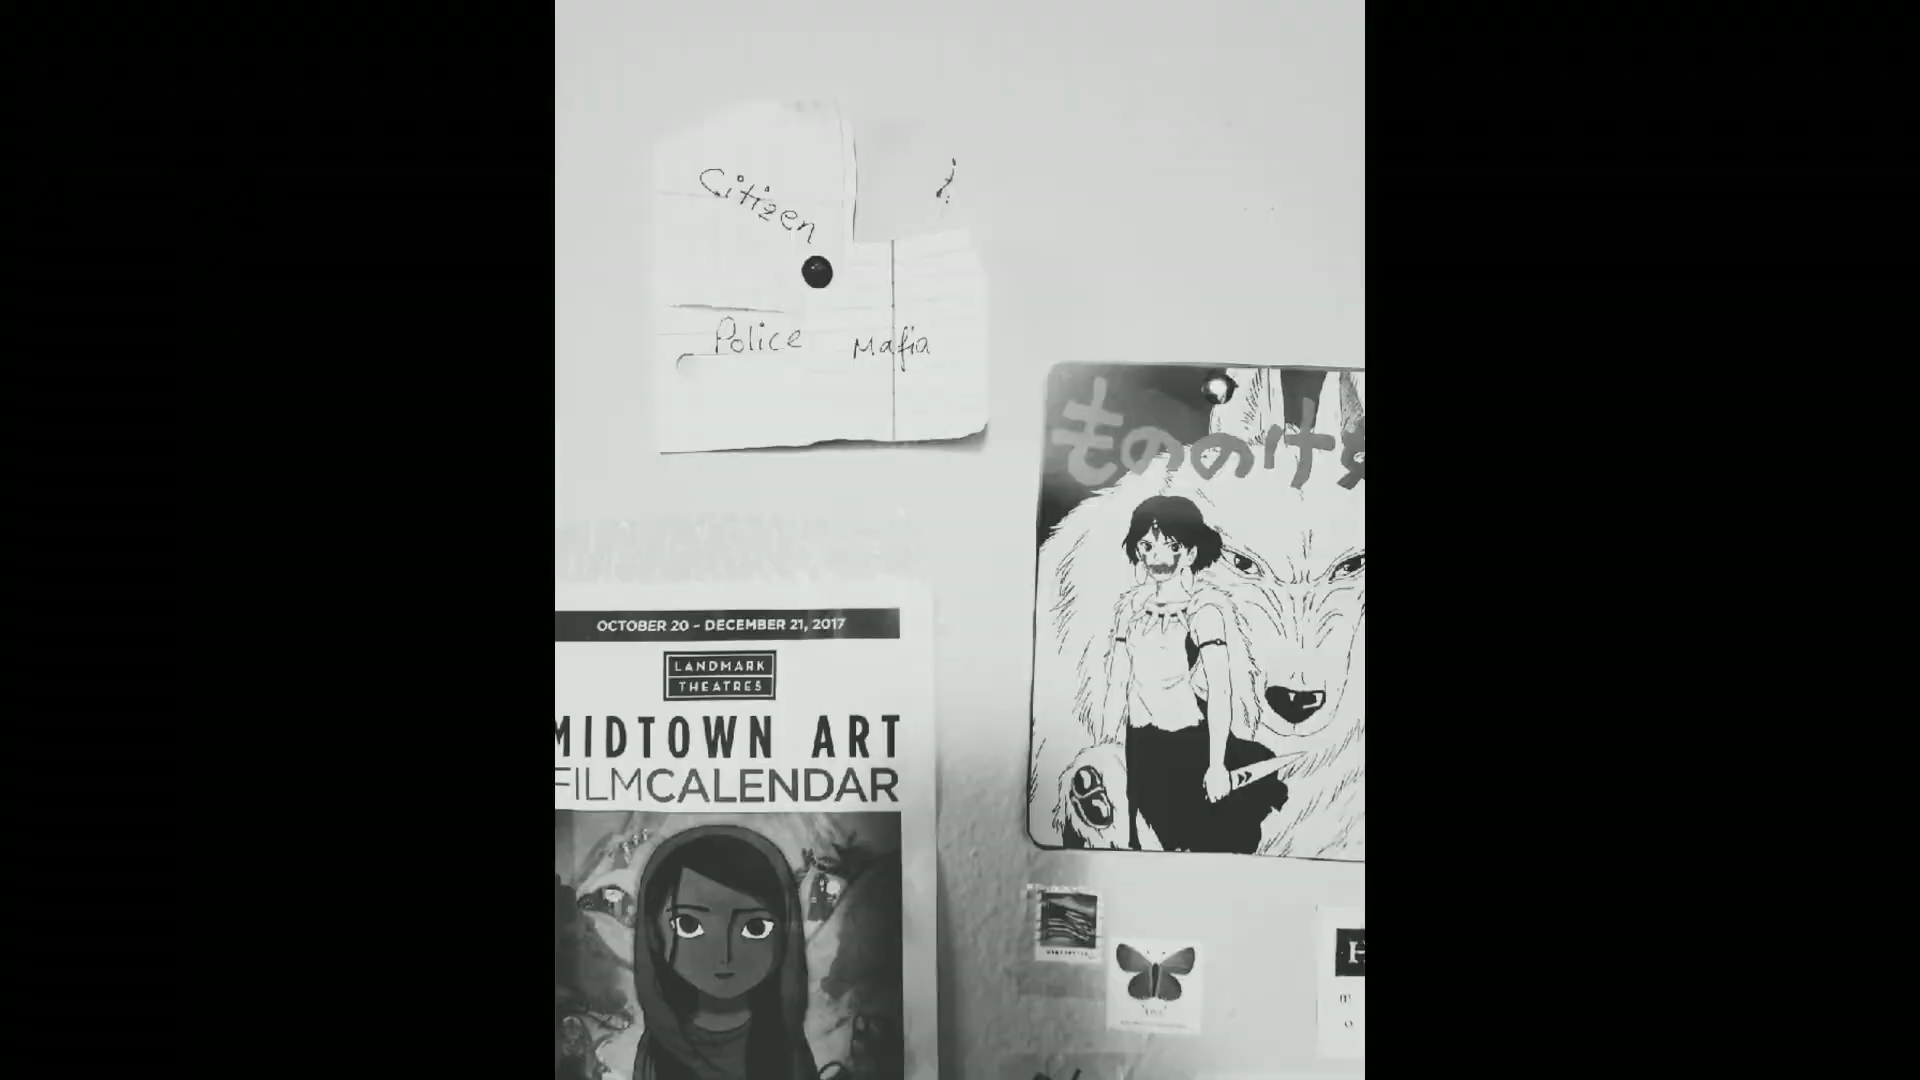 Citizen
Police Mafia
もののけ
OCTOBER 20 - DECEMBER 21, 2017
LANDMARK
THEATRES
MIDTOWN ART
FILMCALENDAR
H
m
o